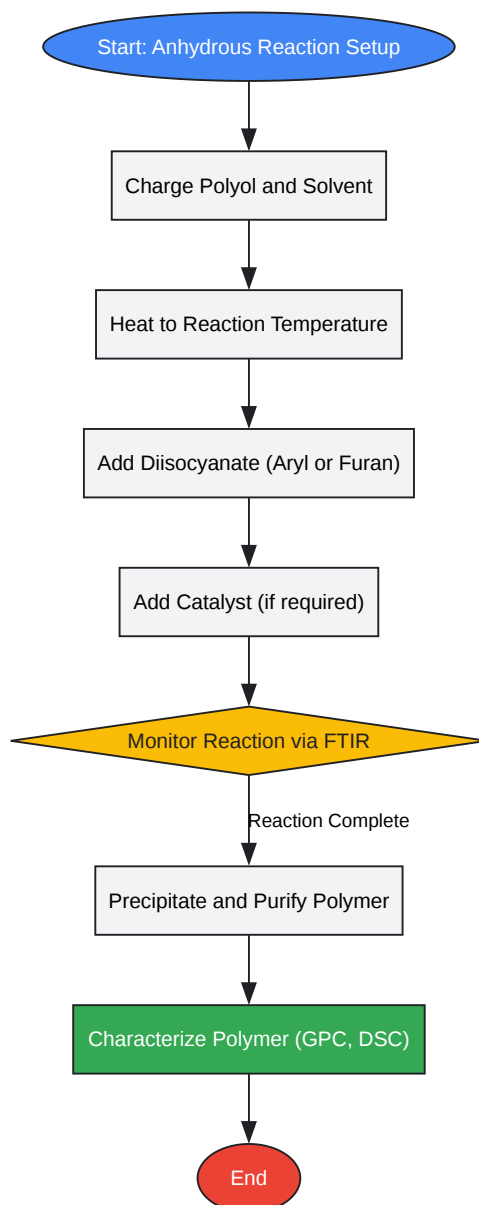 Start: Anhydrous Reaction Setup
Charge Polyol and Solvent
Heat to Reaction Temperature
Add Diisocyanate (Aryl or Furan)
Add Catalyst (if required)
Monitor Reaction via FTIR
Reaction Complete
Precipitate and Purify Polymer
Characterize Polymer (GPC, DSC)
End